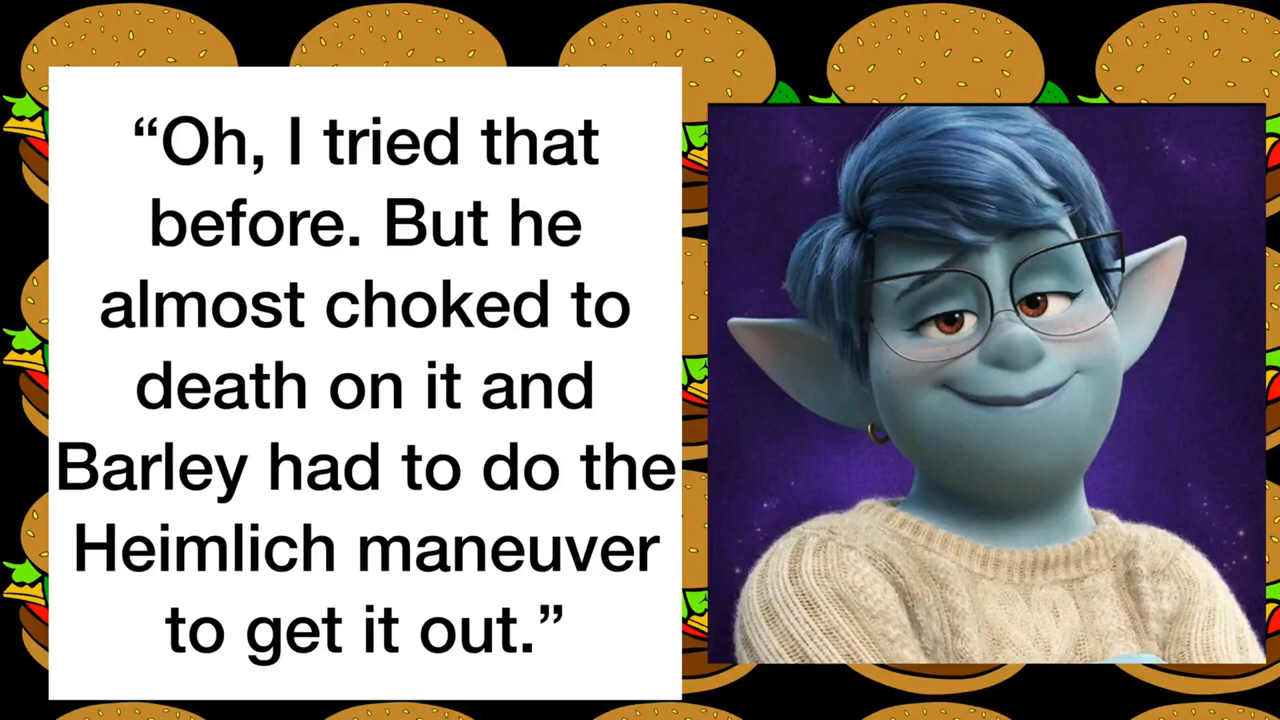 “Oh, I tried that
before. But he
almost choked to
death on it and
Barley had to do the
Heimlich maneuver
to get it out.”